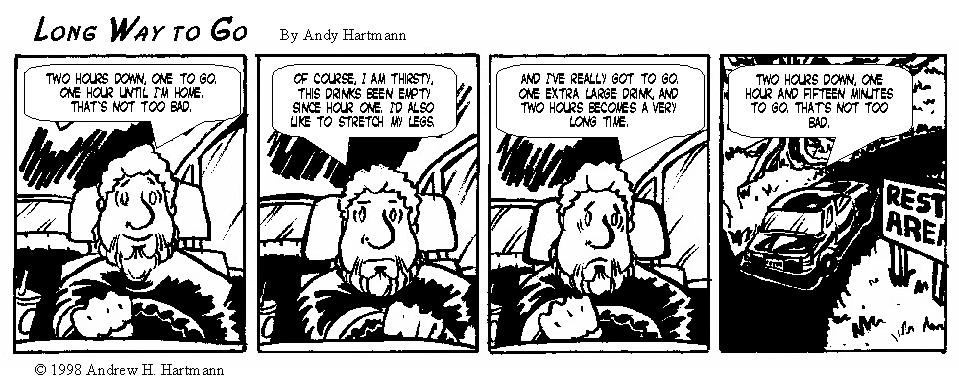 LONG WAY TO GO
By Andy Hartmann
TWO HOURS DOWN, ONE TO GO.
ONE HOUR UNTIL I'M HOME.
THAT'S NOT TOO BAD.
OF COURSE, I AM THIRSTY,
THIS DRINKS BEEN EMPTY
SINCE HOUR ONE. I'D ALSO
LIKE TO STRETCH MY LEGS.
AND I'VE REALLY GOT TO GO.
ONE EXTRA LARGE DRINK, AND
TWO HOURS BECOMES A VERY
LONG TIME.
TWO HOURS DOWN, ONE
HOUR AND FIFTEEN MINUTES
TO GO. THAT'S NOT TOO
BAD.
REST
AREA
© 1998 Andrew H. Hartmann